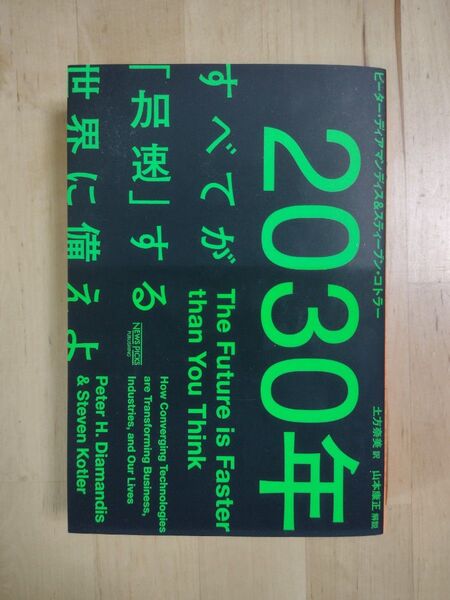 ピーター・ディアマンディス&スティーブン・コトラー
土方奈美 訳 山本康正 解説
2030年
すべてが
「加速」する
世界に備えよ
The Future is Faster
than You Think
How Converging Technologies
are Transforming Business,
Industries, and Our Lives
NEWS PICKS
PUBLISHING
Peter H. Diamandis
& Steven Kotler